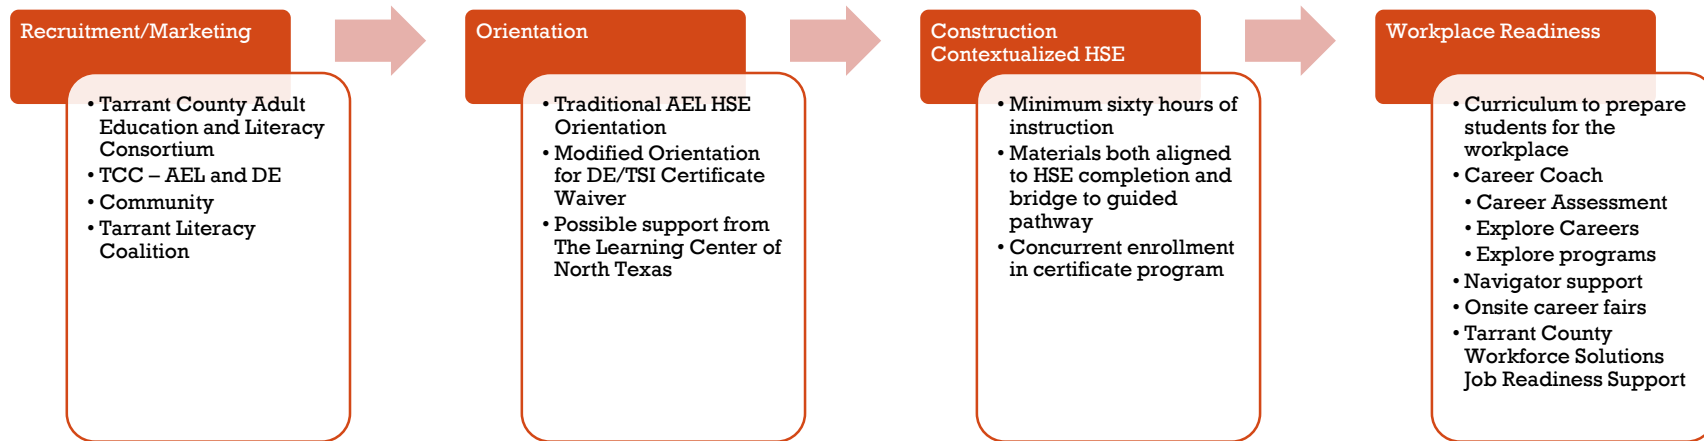 Recruitment/Marketing
• Tarrant County Adult
Education and Literacy
Consortium
• TCC – AEL and DE
• Community
• Tarrant Literacy
Coalition
Orientation
• Traditional AEL HSE
Orientation
• Modified Orientation
for DE/TSI Certificate
Waiver
• Possible support from
The Learning Center of
North Texas
Construction
Contextualized HSE
• Minimum sixty hours of
instruction
• Materials both aligned
to HSE completion and
bridge to guided
pathway
• Concurrent enrollment
in certificate program
Workplace Readiness
• Curriculum to prepare
students for the
workplace
• Career Coach
• Career Assessment
• Explore Careers
• Explore programs
• Navigator support
• Onsite career fairs
• Tarrant County
Workforce Solutions
Job Readiness Support